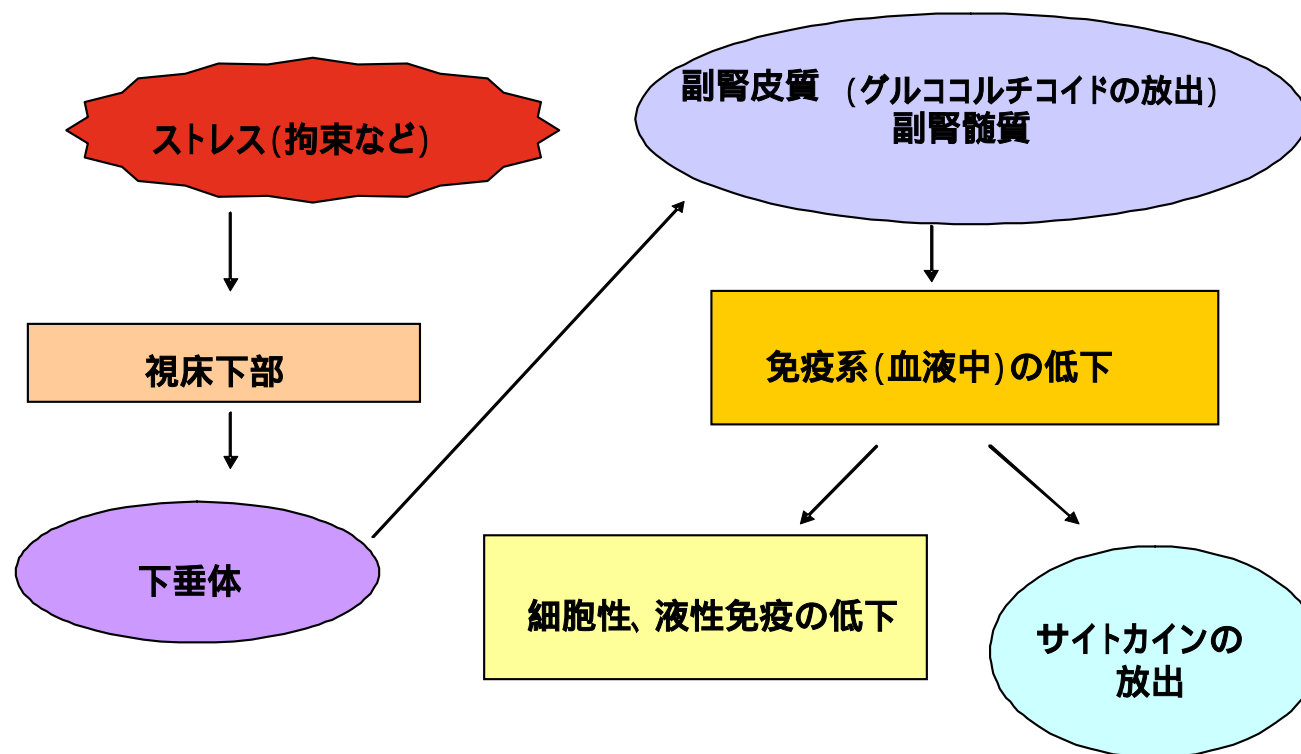 ストレス(拘束など)
視床下部
下垂体
副腎皮質 (グルココルチコイドの放出)
副腎髄質
免疫系(血液中)の低下
細胞性、液性免疫の低下
サイトカインの
放出